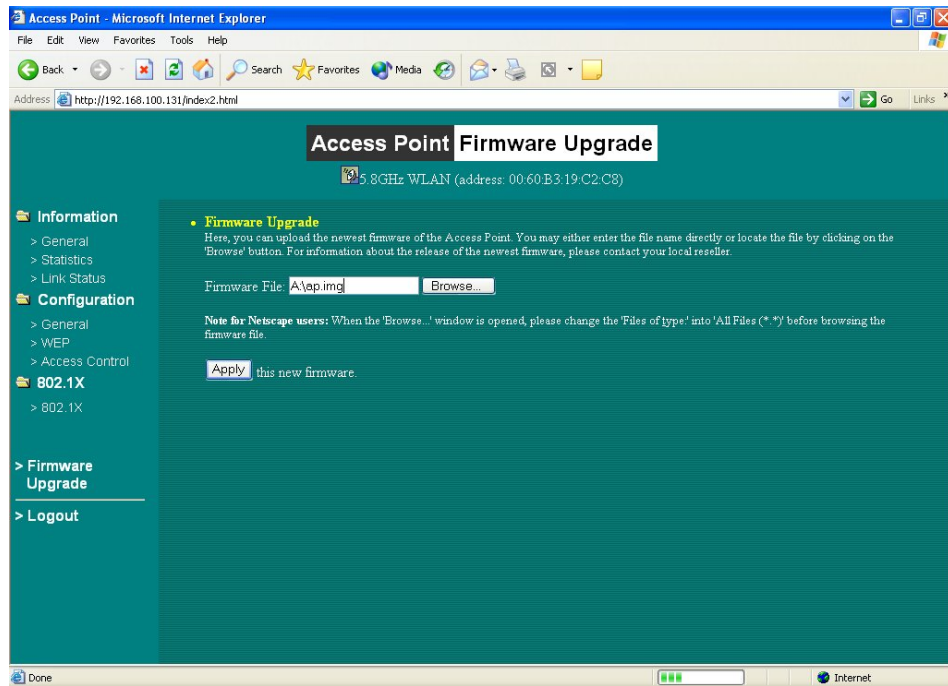 Access Point - Microsoft Internet Explorer
File Edit View Favorites Tools Help
Back Search Favorites Media
Address http://192.168.100.131/index2.html Go Links
Access Point Firmware Upgrade
5.8GHz WLAN (address: 00:60:B3:19:C2:C8)
Information
> General
> Statistics
> Link Status
Configuration
> General
> WEP
> Access Control
802.1X
> 802.1X
> Firmware
Upgrade
> Logout
• Firmware Upgrade
Here, you can upload the newest firmware of the Access Point. You may either enter the file name directly or locate the file by clicking on the
'Browse' button. For information about the release of the newest firmware, please contact your local reseller.
Firmware File: A:\ap.img Browse...
Note for Netscape users: When the 'Browse...' window is opened, please change the 'Files of type:' into 'All Files (*.*)' before browsing the
firmware file.
Apply this new firmware.
Done Internet